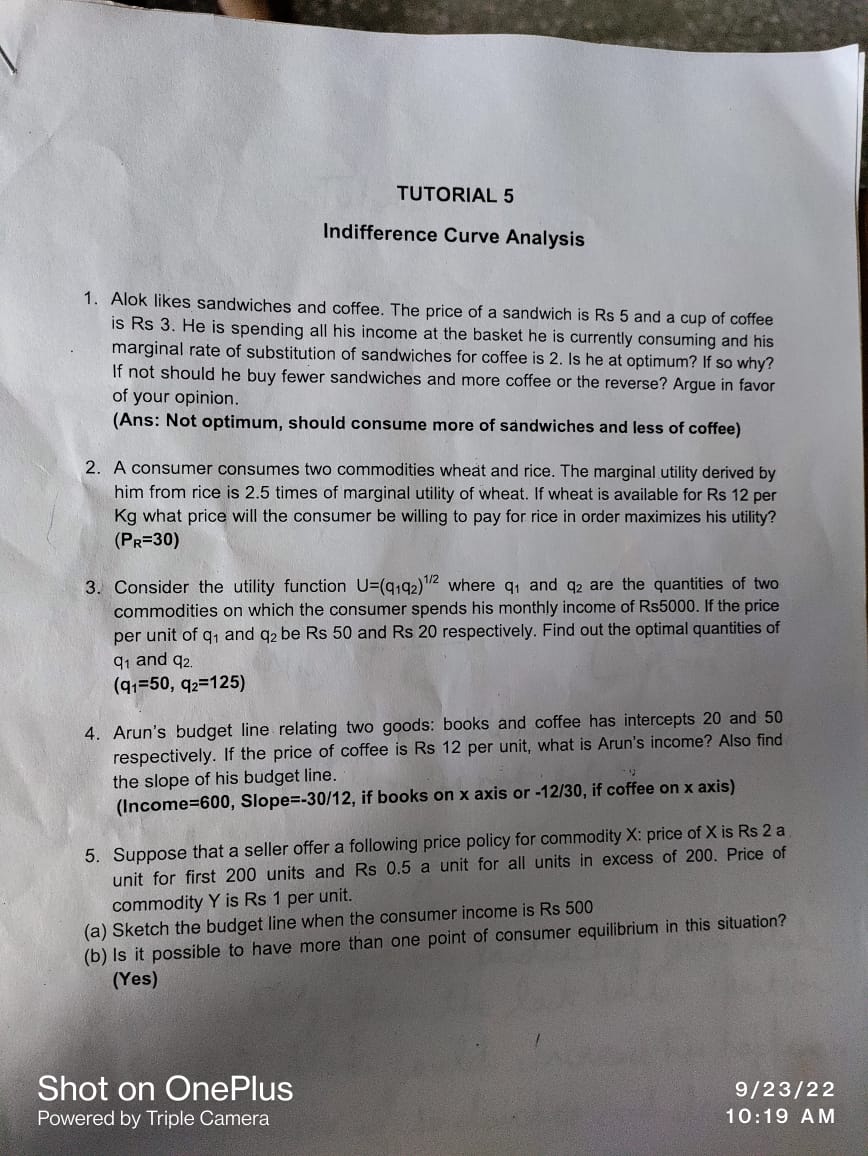 TUTORIAL 5
Indifference Curve Analysis
1. Alok likes sandwiches and coffee. The price of a sandwich is Rs 5 and a cup of coffee
is Rs 3. He is spending all his income at the basket he is currently consuming and his
marginal rate of substitution of sandwiches for coffee is 2. Is he at optimum? If so why?
If not should he buy fewer sandwiches and more coffee or the reverse? Argue in favor
of your opinion.
(Ans: Not optimum, should consume more of sandwiches and less of coffee)
2. A consumer consumes two commodities wheat and rice. The marginal utility derived by
him from rice is 2.5 times of marginal utility of wheat. If wheat is available for Rs 12 per
Kg what price will the consumer be willing to pay for rice in order maximizes his utility?
(P_R=30)
3. Consider the utility function U=(q₁q₂)^1/2 where q₁ and q₂ are the quantities of two
commodities on which the consumer spends his monthly income of Rs5000. If the price
per unit of q₁ and q₂ be Rs 50 and Rs 20 respectively. Find out the optimal quantities of
q₁ and q₂.
(q₁=50, q₂=125)
4. Arun's budget line relating two goods: books and coffee has intercepts 20 and 50
respectively. If the price of coffee is Rs 12 per unit, what is Arun's income? Also find
the slope of his budget line.
(Income=600, Slope=-30/12, if books on x axis or -12/30, if coffee on x axis)
5. Suppose that a seller offer a following price policy for commodity X: price of X is Rs 2 a
unit for first 200 units and Rs 0.5 a unit for all units in excess of 200. Price of
commodity Y is Rs 1 per unit.
(a) Sketch the budget line when the consumer income is Rs 500
(b) Is it possible to have more than one point of consumer equilibrium in this situation?
(Yes)
Shot on OnePlus
Powered by Triple Camera
9/23/22
10:19 AM